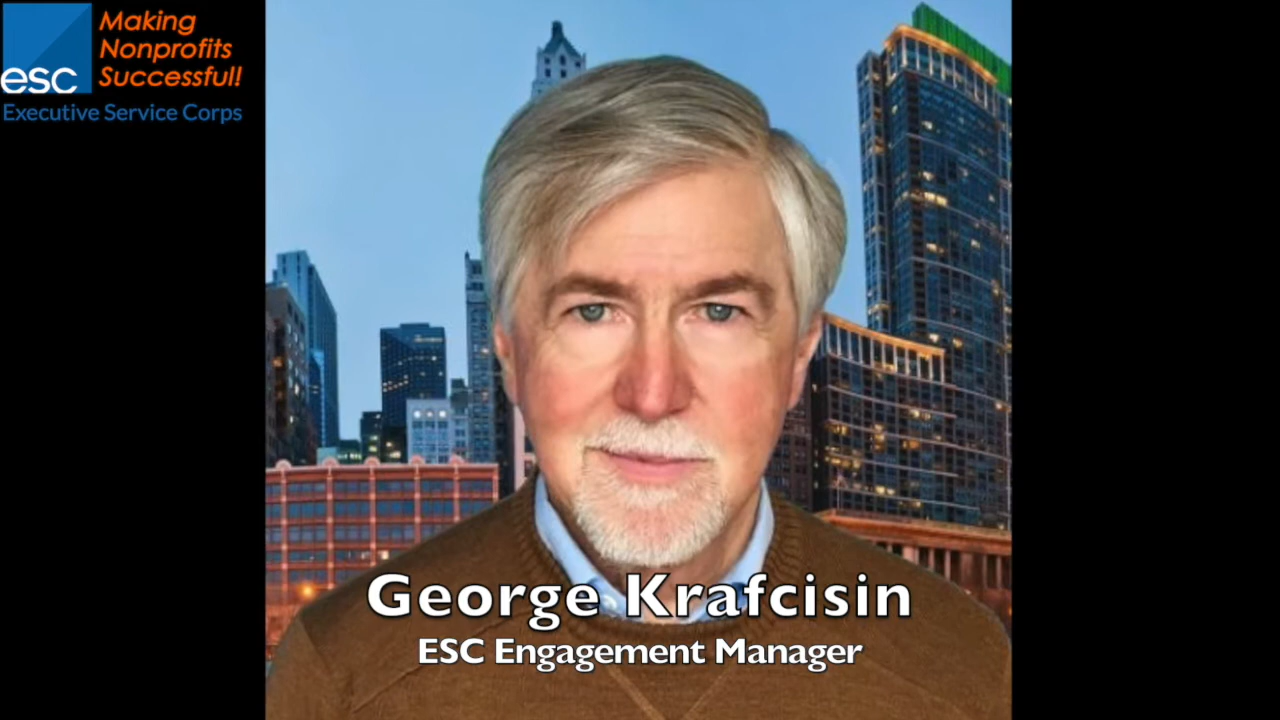 Making
Nonprofits
Successful!
esc
Executive Service Corps
George Krafcisin
ESC Engagement Manager